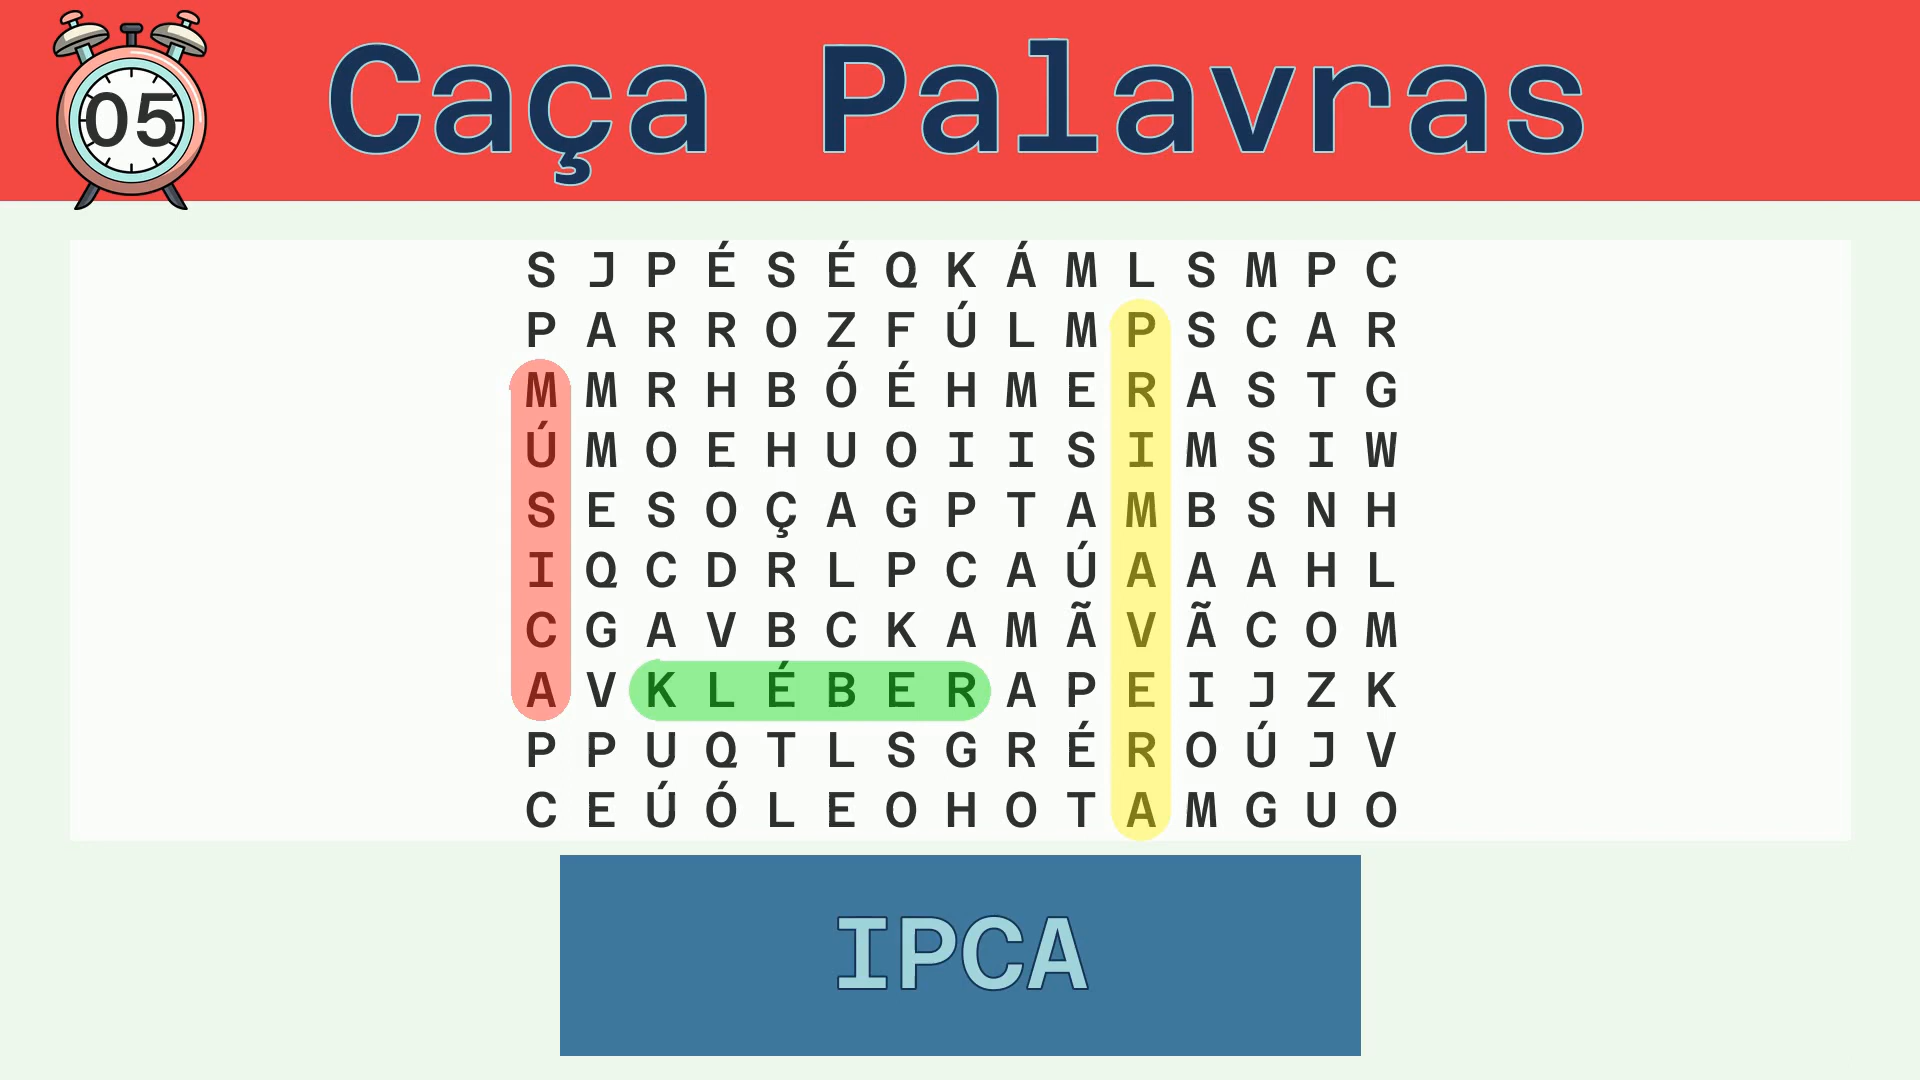 05
Caça Palavras
S J P É S É Q K Á M L S M P C
P A R R O Z F Ú L M P S C A R
M M R H B Ó É H M E R A S T G
Ú M O E H U O I I S I M S I W
S E S O Ç A G P T A M B S N H
I Q C D R L P C A Ú A A A H L
C G A V B C K A M Ã V Ã C O M
A V K L É B E R A P E I J Z K
P P U Q T L S G R É R O Ú J V
C E Ú Ó L E O H O T A M G U O
IPCA